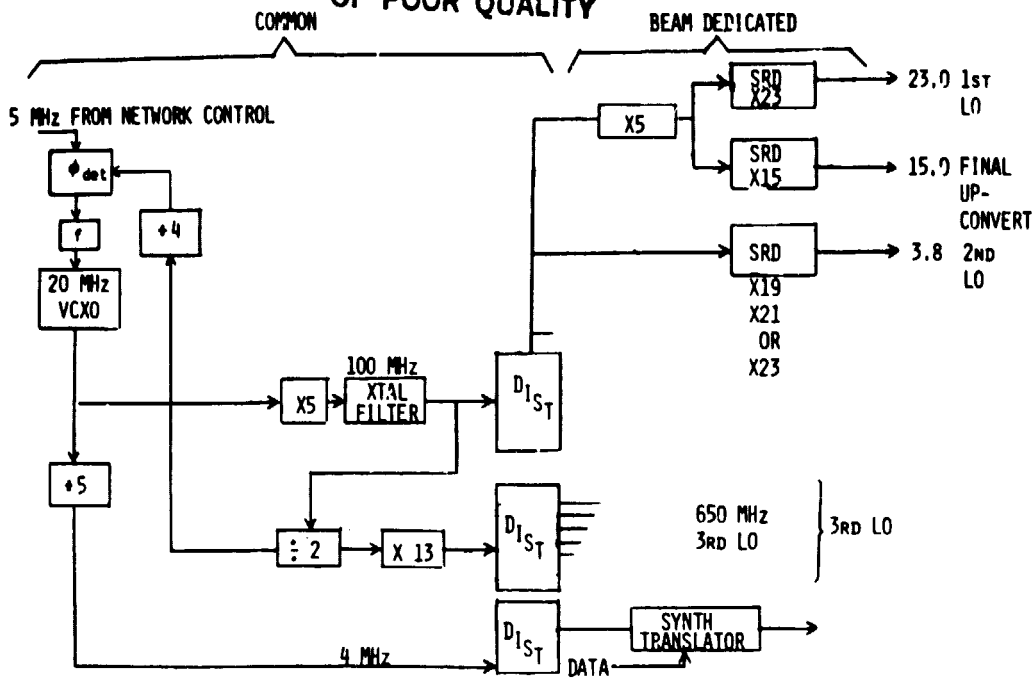 OF POOR QUALITY
COMMON
BEAM DEDICATED
5 MHz FROM NETWORK CONTROL
ϕdet
f
÷4
20 MHz
VCXO
X5
SRD
X23
23.0 1ST
LO
SRD
X15
15.0 FINAL
UP-
CONVERT
SRD
X19
X21
OR
X23
3.8 2ND
LO
X5
100 MHz
XTAL
FILTER
DIST
÷5
÷ 2
X 13
DIST
650 MHz
3RD LO
3RD LO
4 MHz
DIST
SYNTH
TRANSLATOR
DATA